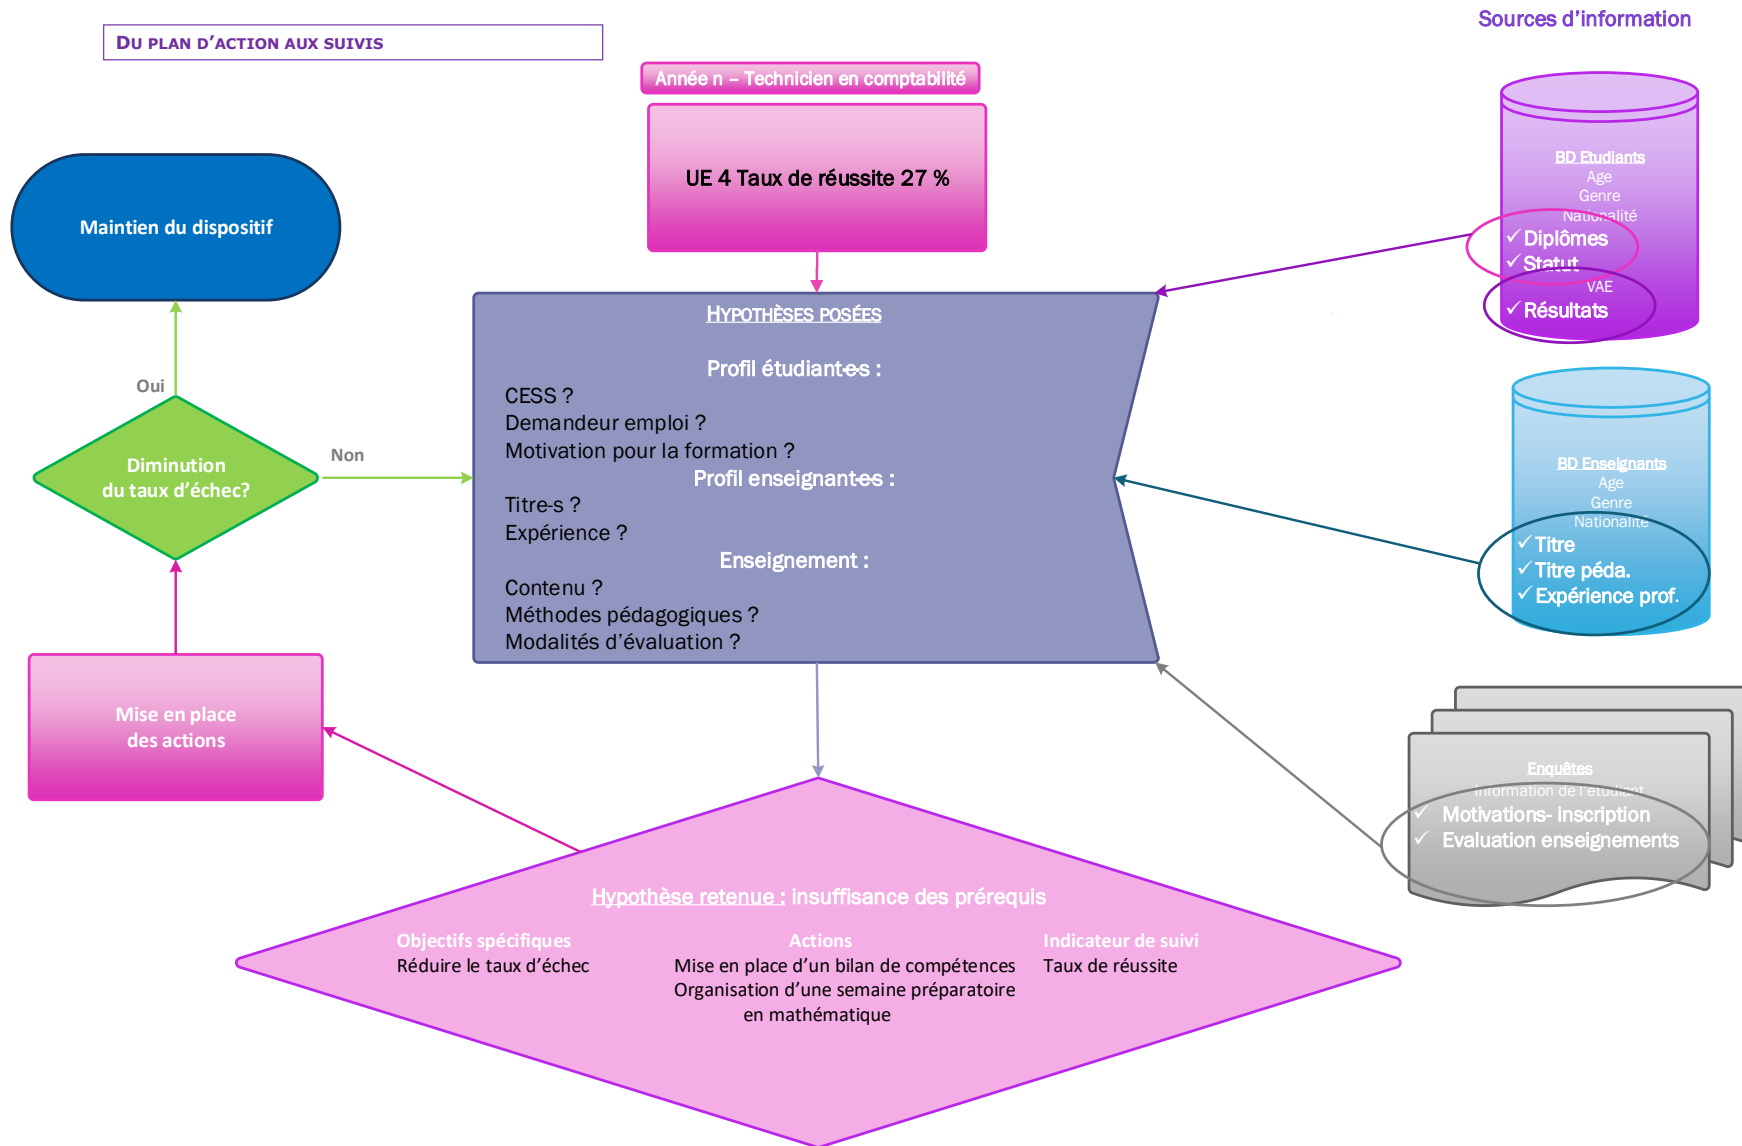 Sources d'information
DU PLAN D'ACTION AUX SUIVIS
Année n – Technicien en comptabilité
UE 4 Taux de réussite 27 %
Maintien du dispositif
Oui
Diminution
du taux d'échec?
Non
Mise en place
des actions
HYPOTHÈSES POSÉES
Profil étudiant-e-s :
CESS ?
Demandeur emploi ?
Motivation pour la formation ?
Profil enseignant-e-s :
Titre-s ?
Expérience ?
Enseignement :
Contenu ?
Méthodes pédagogiques ?
Modalités d'évaluation ?
BD Etudiants
Age
Genre
Nationalité
✓ Diplômes
✓ Statut
VAE
✓ Résultats
BD Enseignants
Age
Genre
Nationalité
✓ Titre
✓ Titre péda.
✓ Expérience prof.
Enquêtes
Information de l'étudiant
✓ Motivations- inscription
✓ Evaluation enseignements
Hypothèse retenue : insuffisance des prérequis
Objectifs spécifiques
Réduire le taux d'échec
Actions
Mise en place d'un bilan de compétences
Organisation d'une semaine préparatoire
en mathématique
Indicateur de suivi
Taux de réussite